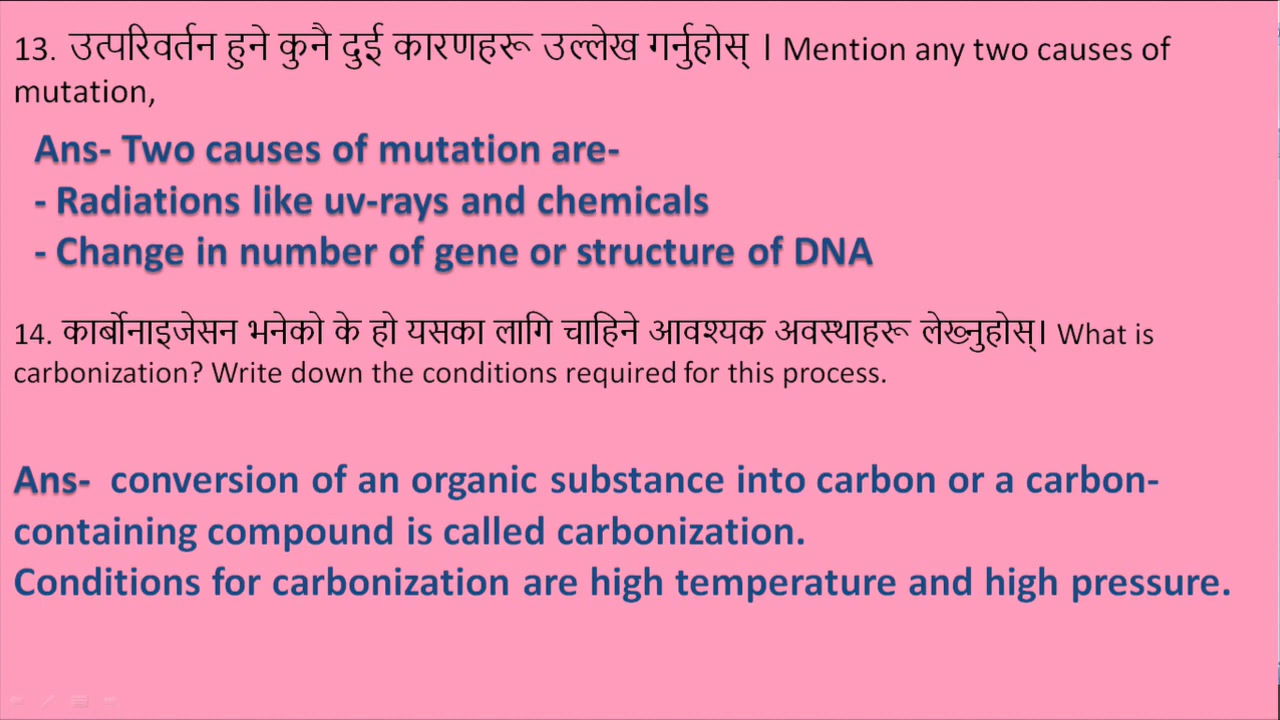 13. उत्परिवर्तन हुने कुनै दुई कारणहरू उल्लेख गर्नुहोस् । Mention any two causes of
mutation,
Ans- Two causes of mutation are-
- Radiations like uv-rays and chemicals
- Change in number of gene or structure of DNA
14. कार्बोनाइजेसन भनेको के हो यसका लागि चाहिने आवश्यक अवस्थाहरू लेख्नुहोस्। What is
carbonization? Write down the conditions required for this process.
Ans- conversion of an organic substance into carbon or a carbon-
containing compound is called carbonization.
Conditions for carbonization are high temperature and high pressure.